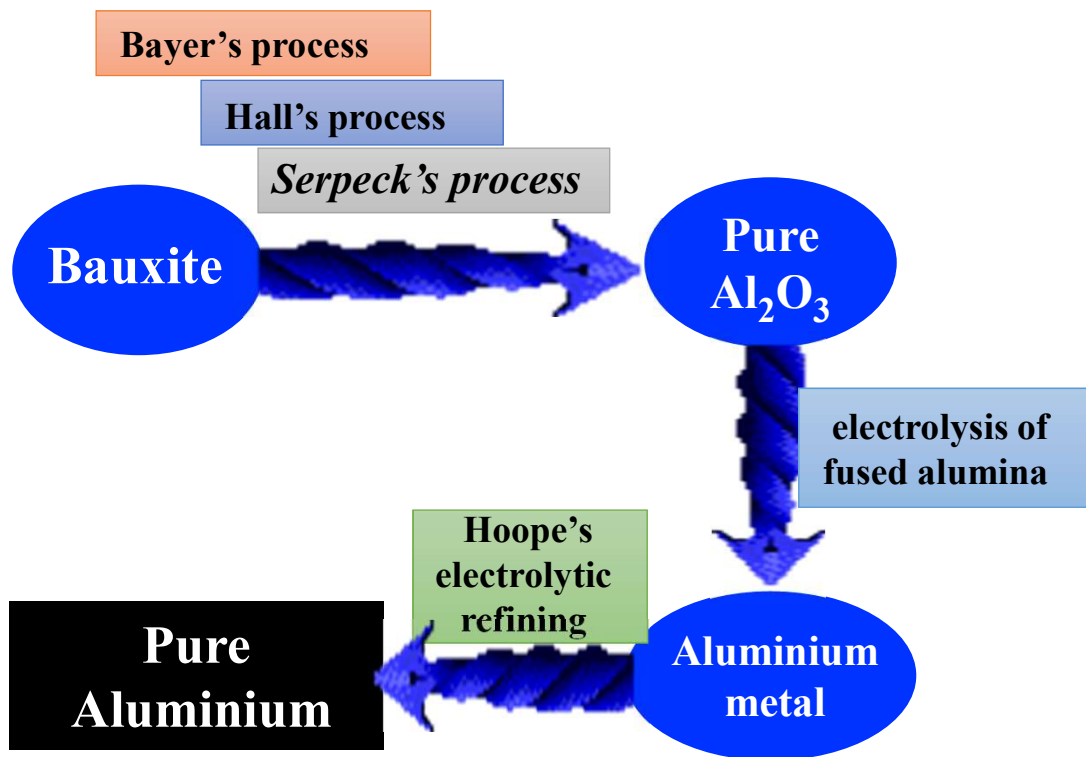 Bayer’s process
Hall’s process
Serpeck’s process
Bauxite
Pure
Al₂O₃
electrolysis of
fused alumina
Hoope’s
electrolytic
refining
Aluminium
metal
Pure
Aluminium